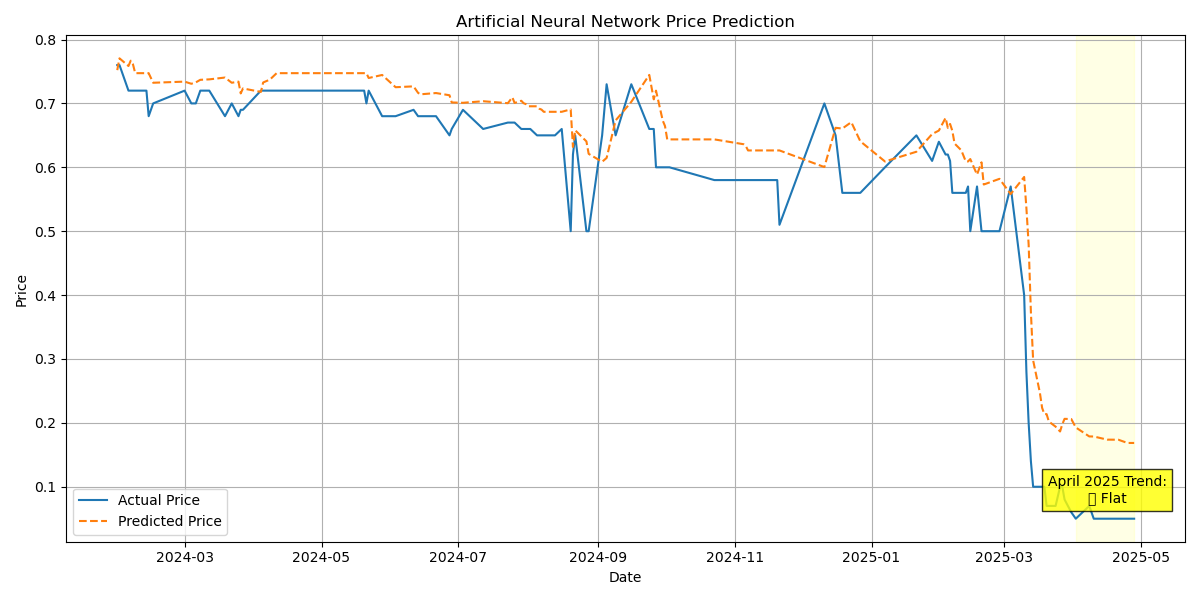 Artificial Neural Network Price Prediction
Price
0.8
0.7
0.6
0.5
0.4
0.3
0.2
0.1
Actual Price
Predicted Price
April 2025 Trend:
▯ Flat
2024-03
2024-05
2024-07
2024-09
2024-11
2025-01
2025-03
2025-05
Date